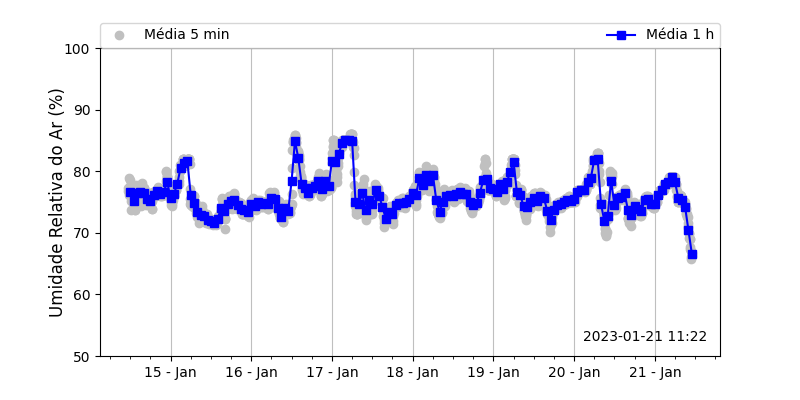 Média 5 min
Média 1 h
Umidade Relativa do Ar (%)
100
90
80
70
60
50
2023-01-21 11:22
15 - Jan
16 - Jan
17 - Jan
18 - Jan
19 - Jan
20 - Jan
21 - Jan